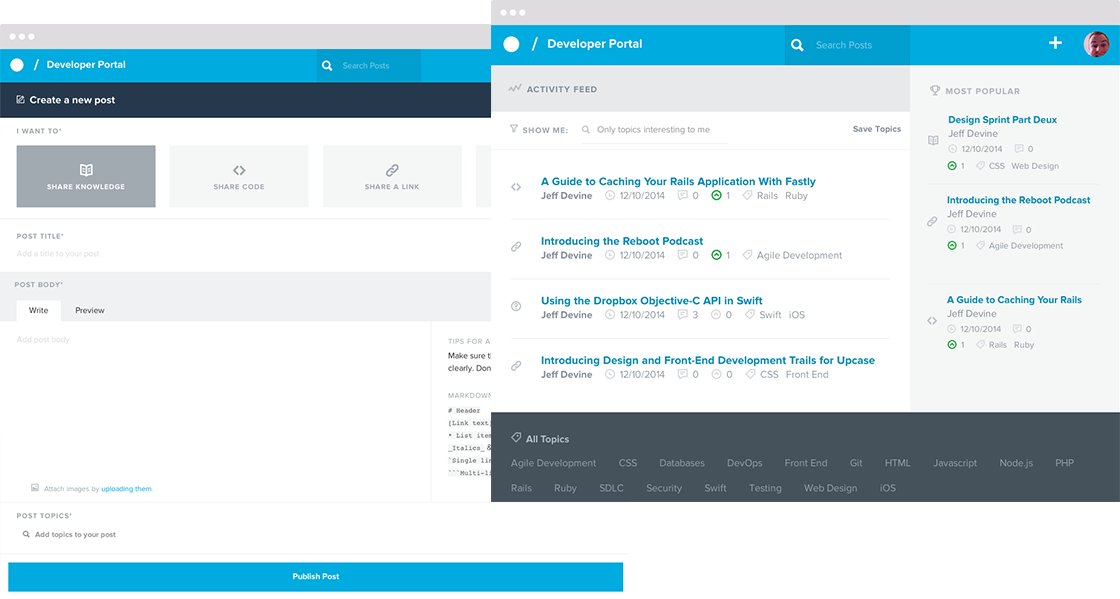 / Developer Portal
Search Posts
Create a new post
I WANT TO*
SHARE KNOWLEDGE
SHARE CODE
SHARE A LINK
POST TITLE*
Add a title to your post
POST BODY*
Write Preview
Add post body
TIPS FOR A
Make sure th
clearly. Don
MARKDOWN
# Header
[Link text]
* List item
_Italics_ &
`Single lin
```Multi-li
Attach images by uploading them.
POST TOPICS*
Add topics to your post
Publish Post
/ Developer Portal
Search Posts
+
ACTIVITY FEED
SHOW ME: Only topics interesting to me Save Topics
A Guide to Caching Your Rails Application With Fastly
Jeff Devine 12/10/2014 0 1 Rails Ruby
Introducing the Reboot Podcast
Jeff Devine 12/10/2014 0 1 Agile Development
Using the Dropbox Objective-C API in Swift
Jeff Devine 12/10/2014 3 0 Swift iOS
Introducing Design and Front-End Development Trails for Upcase
Jeff Devine 12/10/2014 0 0 CSS Front End
MOST POPULAR
Design Sprint Part Deux
Jeff Devine
12/10/2014 0
1 CSS Web Design
Introducing the Reboot Podcast
Jeff Devine
12/10/2014 0
1 Agile Development
A Guide to Caching Your Rails
Jeff Devine
12/10/2014 0
1 Rails Ruby
All Topics
Agile Development CSS Databases DevOps Front End Git HTML Javascript Node.js PHP
Rails Ruby SDLC Security Swift Testing Web Design iOS